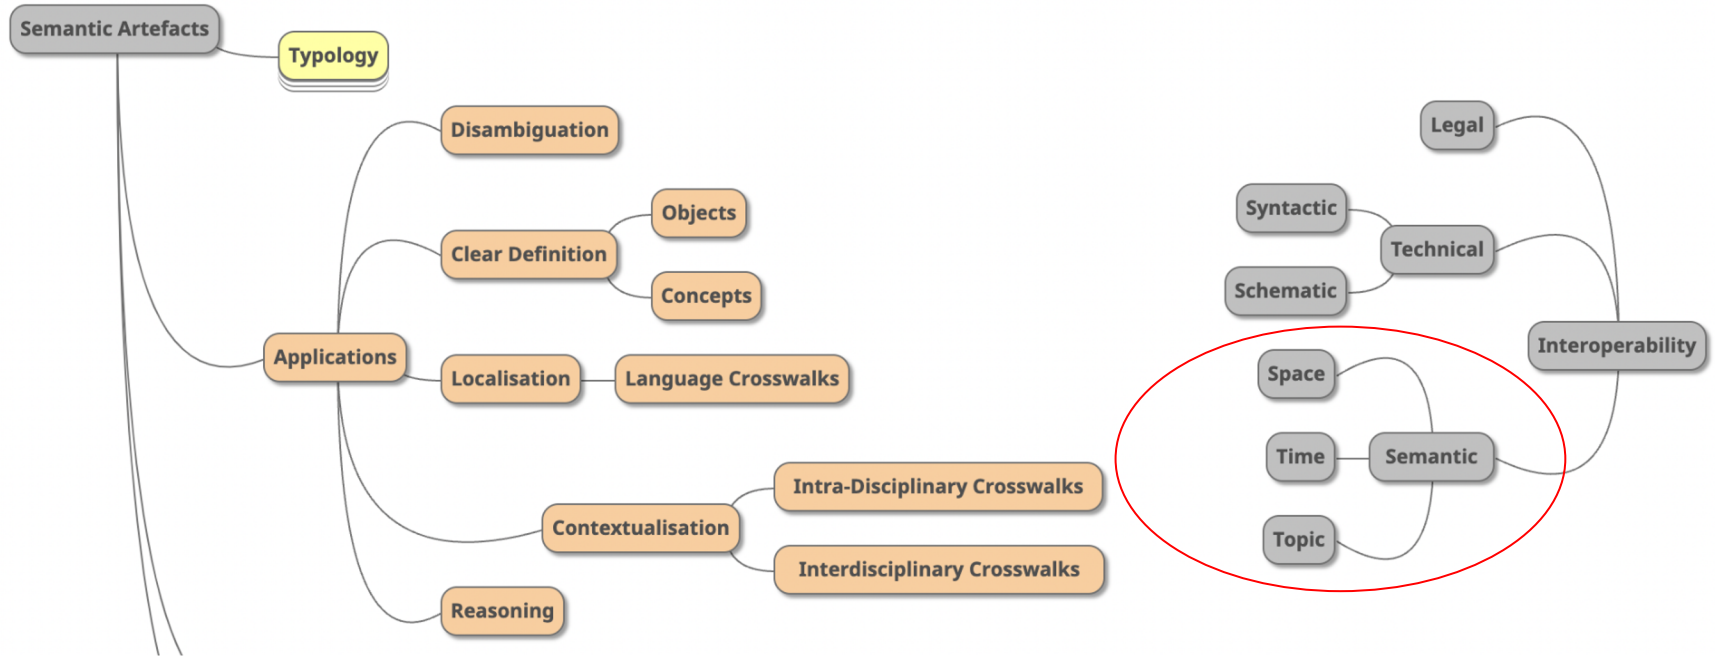 Semantic Artefacts
Typology
Disambiguation
Clear Definition
Objects
Concepts
Applications
Localisation
Language Crosswalks
Contextualisation
Intra-Disciplinary Crosswalks
Interdisciplinary Crosswalks
Reasoning
Legal
Syntactic
Technical
Schematic
Interoperability
Space
Time
Semantic
Topic